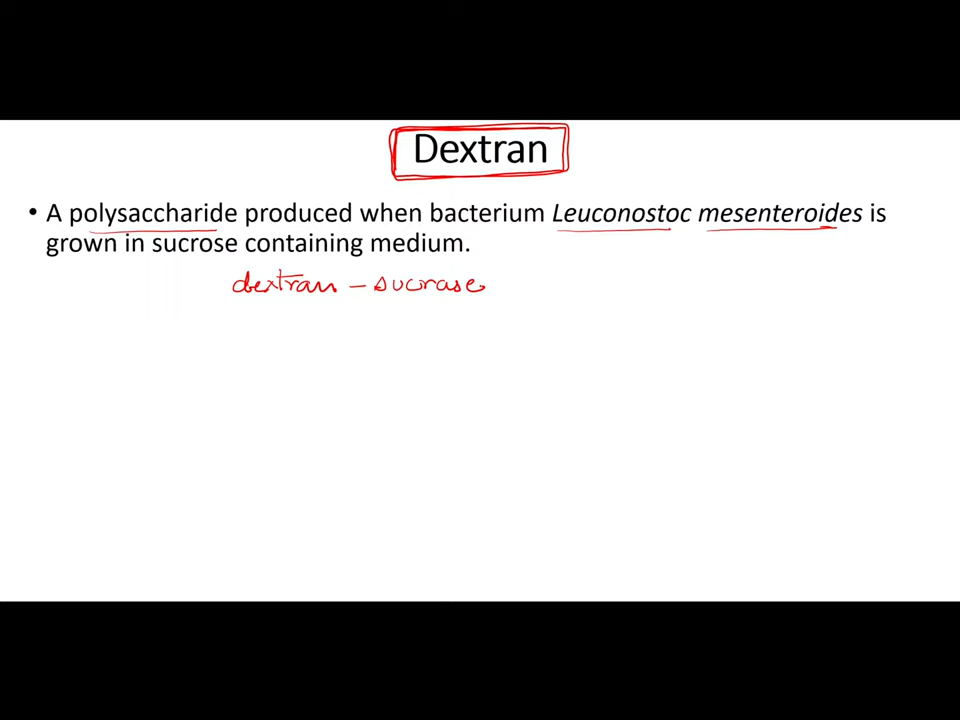 Dextran
• A polysaccharide produced when bacterium Leuconostoc mesenteroides is
grown in sucrose containing medium.
dextran – sucrase